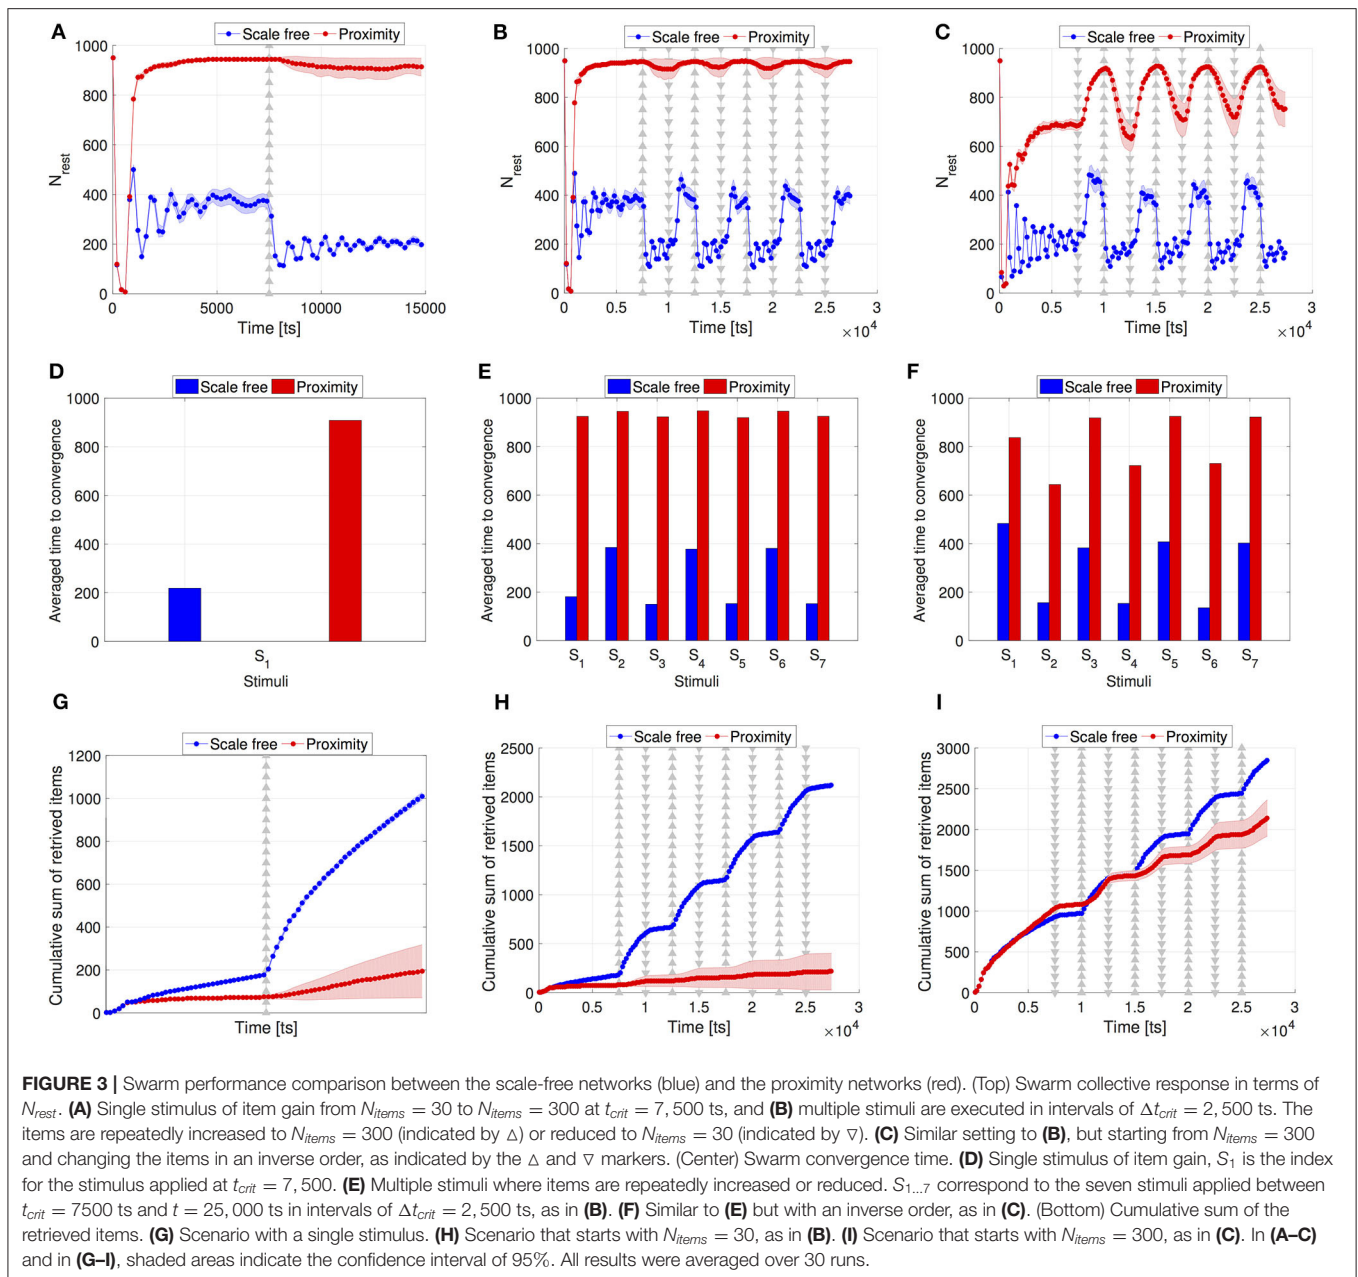 A
Scale free
Proximity
1000
800
600
400
200
0
N_rest
0
5000
10000
15000
Time [ts]
B
Scale free
Proximity
1000
800
600
400
200
0
N_rest
0
0.5
1
1.5
2
2.5
3
×10^4
Time [ts]
C
Scale free
Proximity
1000
800
600
400
200
0
N_rest
0
0.5
1
1.5
2
2.5
3
×10^4
Time [ts]
D
Scale free
Proximity
1000
800
600
400
200
0
Averaged time to convergence
S_1
Stimuli
E
Scale free
Proximity
1000
800
600
400
200
0
Averaged time to convergence
S_1
S_2
S_3
S_4
S_5
S_6
S_7
Stimuli
F
Scale free
Proximity
1000
800
600
400
200
0
Averaged time to convergence
S_1
S_2
S_3
S_4
S_5
S_6
S_7
Stimuli
G
Scale free
Proximity
1200
1000
800
600
400
200
0
Cumulative sum of retrived items
Time [ts]
H
Scale free
Proximity
2500
2000
1500
1000
500
0
Cumulative sum of retrived items
0
0.5
1
1.5
2
2.5
3
×10^4
Time [ts]
I
Scale free
Proximity
3000
2500
2000
1500
1000
500
0
Cumulative sum of retrived items
0
0.5
1
1.5
2
2.5
3
×10^4
Time [ts]
FIGURE 3 | Swarm performance comparison between the scale-free networks (blue) and the proximity networks (red). (Top) Swarm collective response in terms of
N_rest. (A) Single stimulus of item gain from N_items = 30 to N_items = 300 at t_crit = 7, 500 ts, and (B) multiple stimuli are executed in intervals of Δt_crit = 2, 500 ts. The
items are repeatedly increased to N_items = 300 (indicated by △) or reduced to N_items = 30 (indicated by ▽). (C) Similar setting to (B), but starting from N_items = 300
and changing the items in an inverse order, as indicated by the △ and ▽ markers. (Center) Swarm convergence time. (D) Single stimulus of item gain, S_1 is the index
for the stimulus applied at t_crit = 7, 500. (E) Multiple stimuli where items are repeatedly increased or reduced. S_1...7 correspond to the seven stimuli applied between
t_crit = 7500 ts and t = 25, 000 ts in intervals of Δt_crit = 2, 500 ts, as in (B). (F) Similar to (E) but with an inverse order, as in (C). (Bottom) Cumulative sum of the
retrieved items. (G) Scenario with a single stimulus. (H) Scenario that starts with N_items = 30, as in (B). (I) Scenario that starts with N_items = 300, as in (C). In (A–C)
and in (G–I), shaded areas indicate the confidence interval of 95%. All results were averaged over 30 runs.